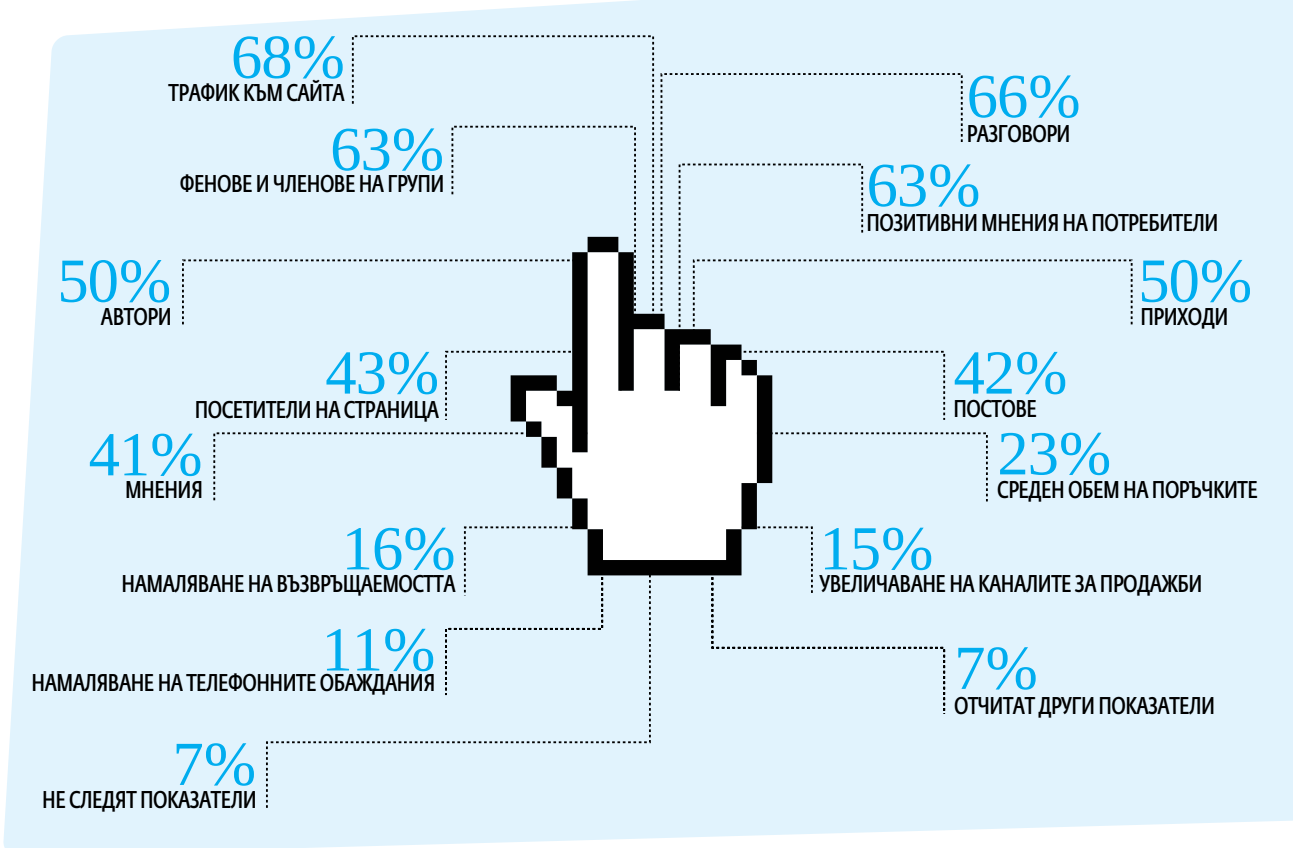 68%
ТРАФИК КЪМ САЙТА
66%
РАЗГОВОРИ
63%
ФЕНОВЕ И ЧЛЕНОВЕ НА ГРУПИ
63%
ПОЗИТИВНИ МНЕНИЯ НА ПОТРЕБИТЕЛИ
50%
АВТОРИ
50%
ПРИХОДИ
43%
ПОСЕТИТЕЛИ НА СТРАНИЦА
42%
ПОСТОВЕ
41%
МНЕНИЯ
23%
СРЕДЕН ОБЕМ НА ПОРЪЧКИТЕ
16%
НАМАЛЯВАНЕ НА ВЪЗВРЪЩАЕМОСТТА
15%
УВЕЛИЧАВАНЕ НА КАНАЛИТЕ ЗА ПРОДАЖБИ
11%
НАМАЛЯВАНЕ НА ТЕЛЕФОННИТЕ ОБАЖДАНИЯ
7%
ОТЧИТАТ ДРУГИ ПОКАЗАТЕЛИ
7%
НЕ СЛЕДЯТ ПОКАЗАТЕЛИ